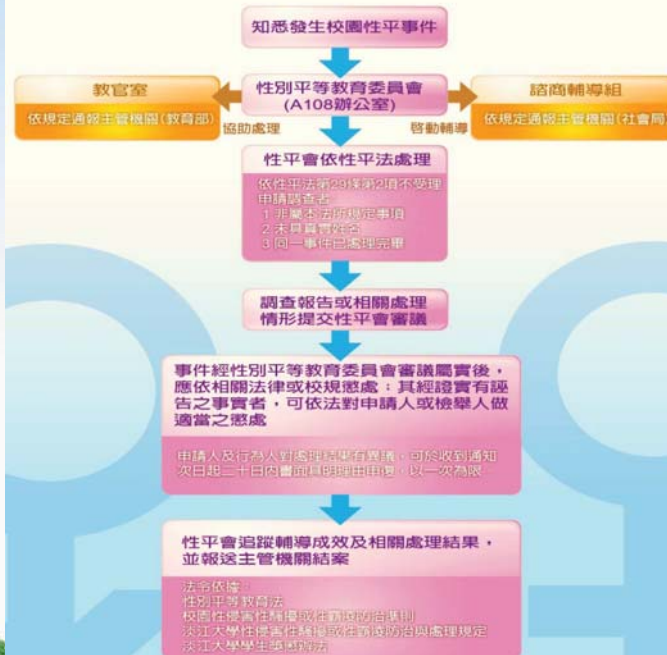 知悉發生校園性平事件
教官室
依規定通報主管機關(教育部)
性別平等教育委員會
(A108辦公室)
諮商輔導組
依規定通報主管機關(社會局)
協助處理
啓動輔導
性平會依性平法處理
依性平法第29條第2項不受理
申請調查者
1 非屬本法所規定事項
2 未具真實姓名
3 同一事件已處理完畢
調查報告或相關處理
情形提交性平會審議
事件經性別平等教育委員會審議屬實後，
應依相關法律或校規懲處；其經證實有誣
告之事實者，可依法對申請人或檢舉人做
適當之懲處
申請人及行為人對處理結果有異議，可於收到通知
次日起二十日內書面具明理由申復，以一次為限。
性平會追蹤輔導成效及相關處理結果，
並報送主管機關結案
法令依據：
性別平等教育法
校園性侵害性騷擾或性霸凌防治準則
淡江大學性侵害性騷擾或性霸凌防治與處理規定
淡江大學學生獎懲辦法